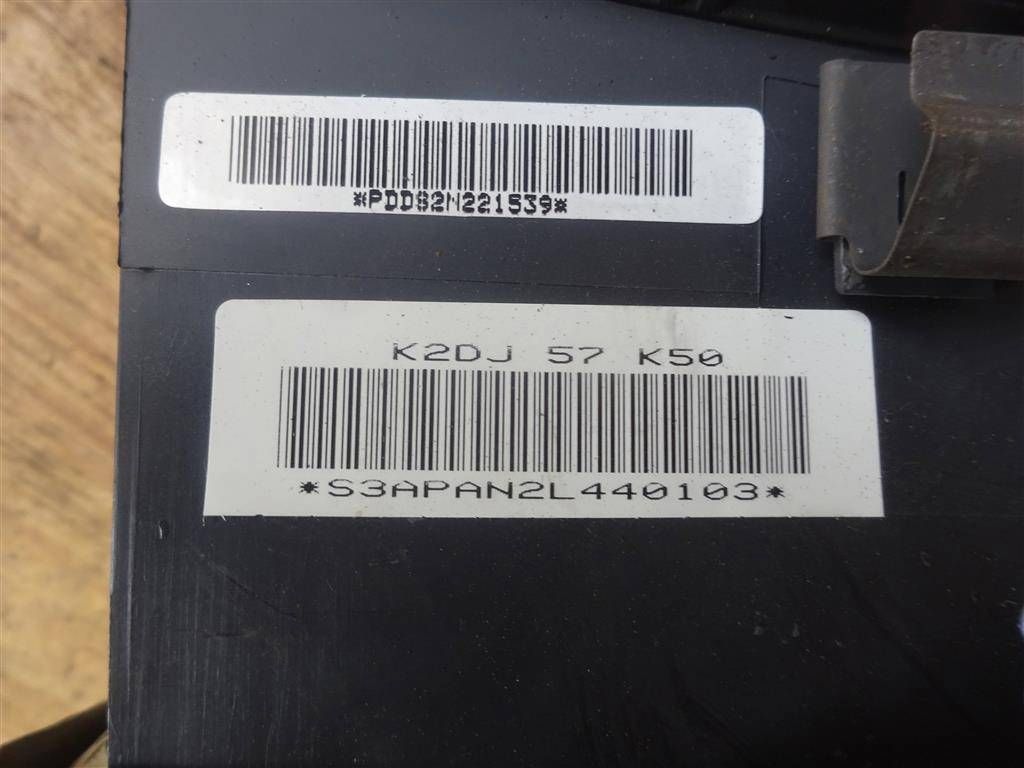 *PDDS2N221539*
K2DJ 57 K50
*S3APAN2L440103*